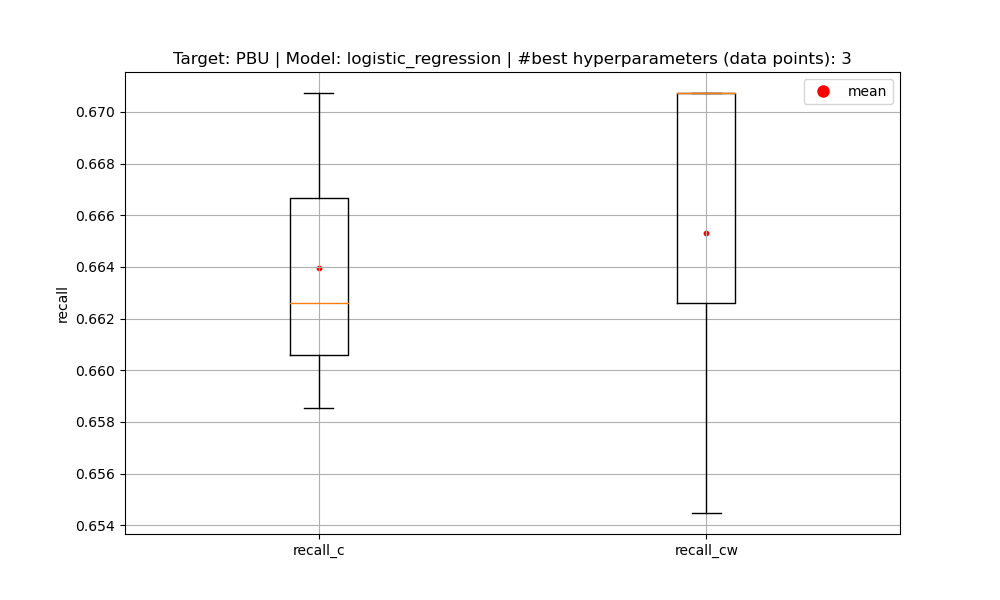 Target: PBU | Model: logistic_regression | #best hyperparameters (data points): 3
mean
0.670
0.668
0.666
0.664
0.662
0.660
0.658
0.656
0.654
recall
recall_c
recall_cw